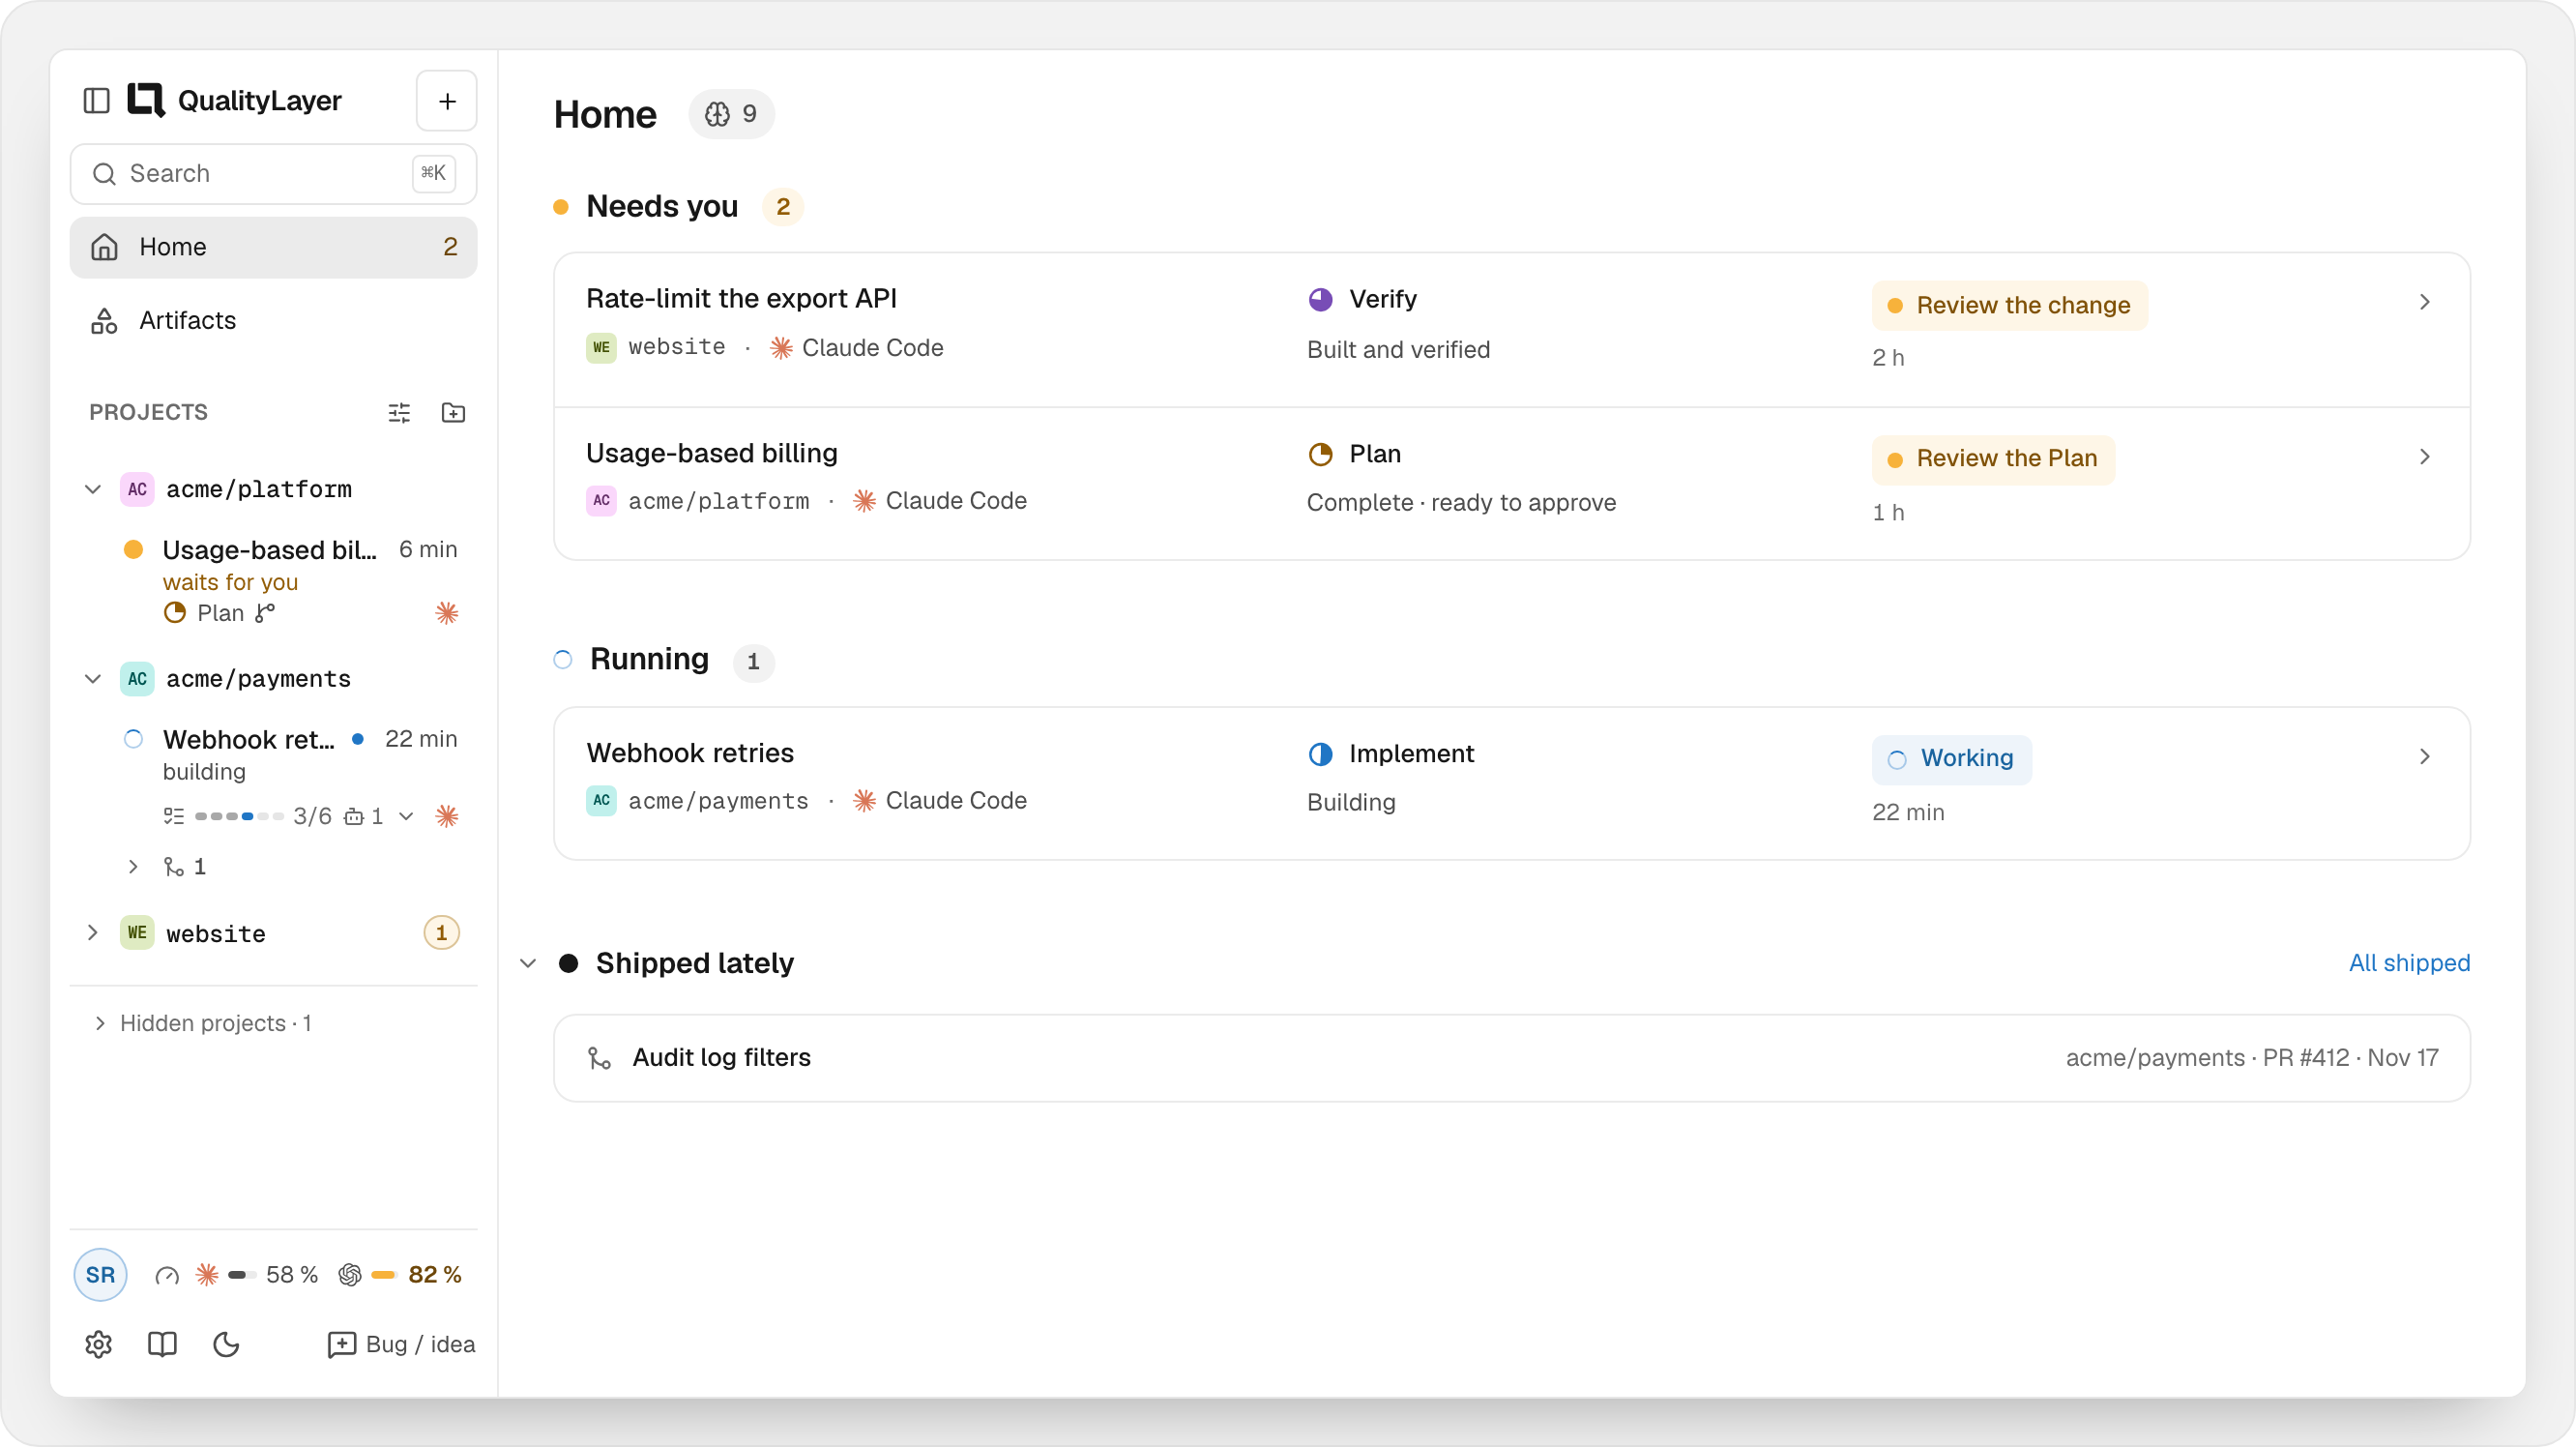 QualityLayer
+
Search
⌘K
Home
2
Artifacts
PROJECTS
AC acme/platform
Usage-based bil... 6 min
waits for you
Plan
AC acme/payments
Webhook ret... 22 min
building
3/6 1
1
WE website 1
Hidden projects · 1
SR 58 % 82 %
Bug / idea
Home 9
Needs you 2
Rate-limit the export API
WE website · Claude Code
Verify
Built and verified
Review the change
2 h
Usage-based billing
AC acme/platform · Claude Code
Plan
Complete · ready to approve
Review the Plan
1 h
Running 1
Webhook retries
AC acme/payments · Claude Code
Implement
Building
Working
22 min
Shipped lately
All shipped
Audit log filters
acme/payments · PR #412 · Nov 17